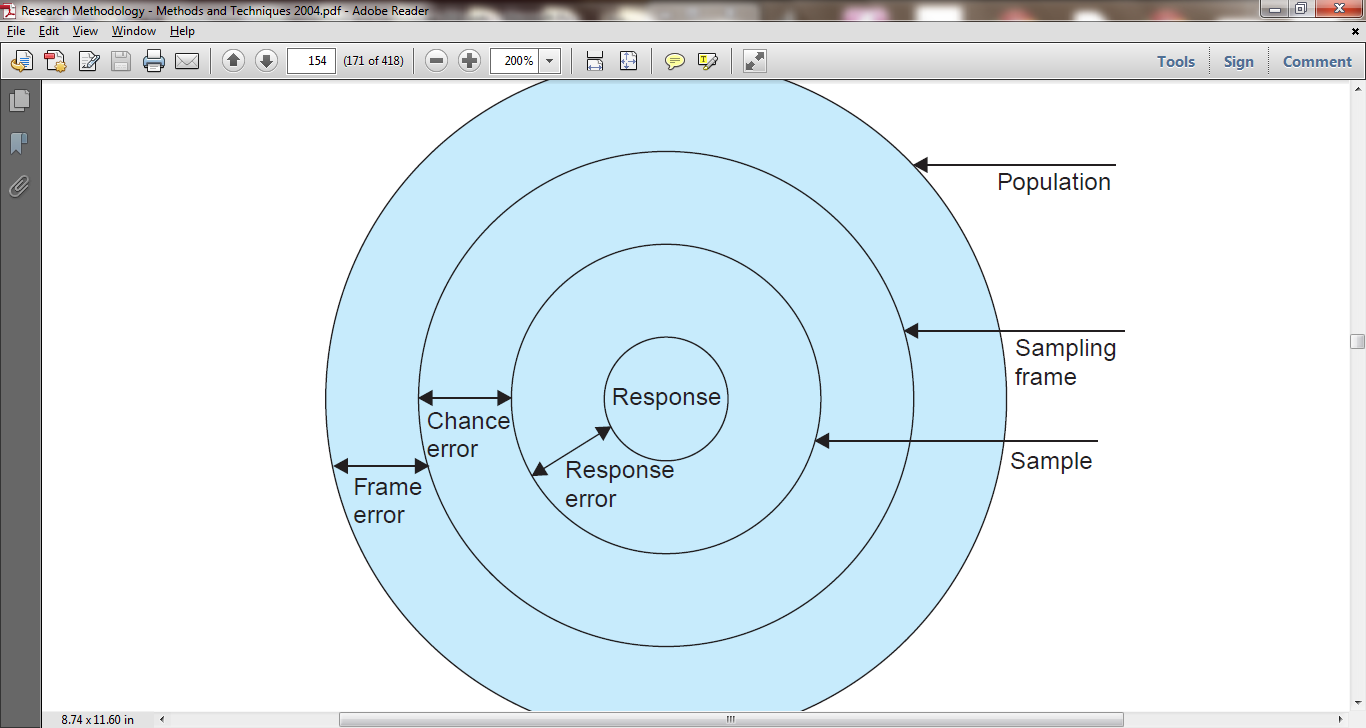 Research Methodology - Methods and Techniques 2004.pdf - Adobe Reader
File Edit View Window Help
154 (171 of 418) 200% Tools Sign Comment
Population
Sampling
frame
Sample
Response
Chance
error
Response
error
Frame
error
8.74 x 11.60 in